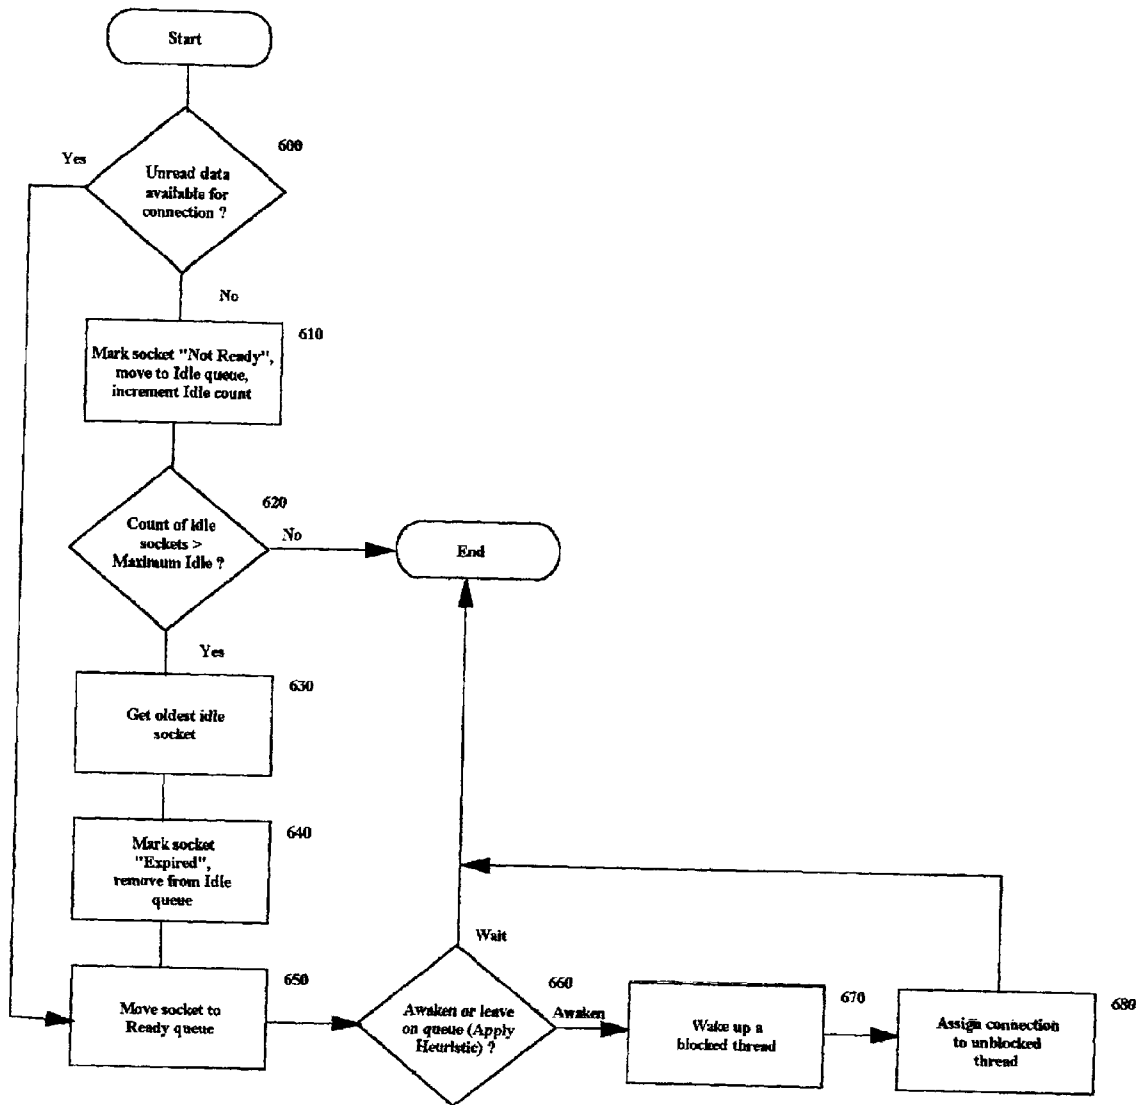 Start
600
Yes
Unread data
available for
connection ?
No
610
Mark socket "Not Ready",
move to Idle queue,
increment Idle count
620
Count of idle
sockets >
Maximum Idle ?
No
End
Yes
630
Get oldest idle
socket
640
Mark socket
"Expired",
remove from Idle
queue
Wait
650
Move socket to
Ready queue
660
Awaken or leave
on queue (Apply
Heuristic) ?
Awaken
670
Wake up a
blocked thread
680
Assign connection
to unblocked
thread